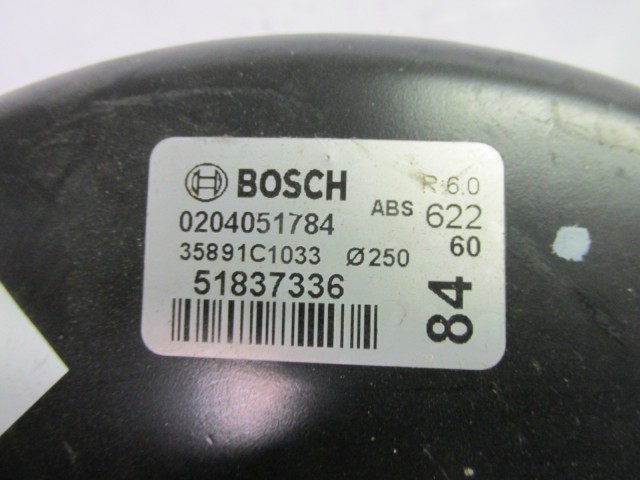 BOSCH R 6.0
0204051784 ABS 622
35891C1033 Ø250 60
51837336
84